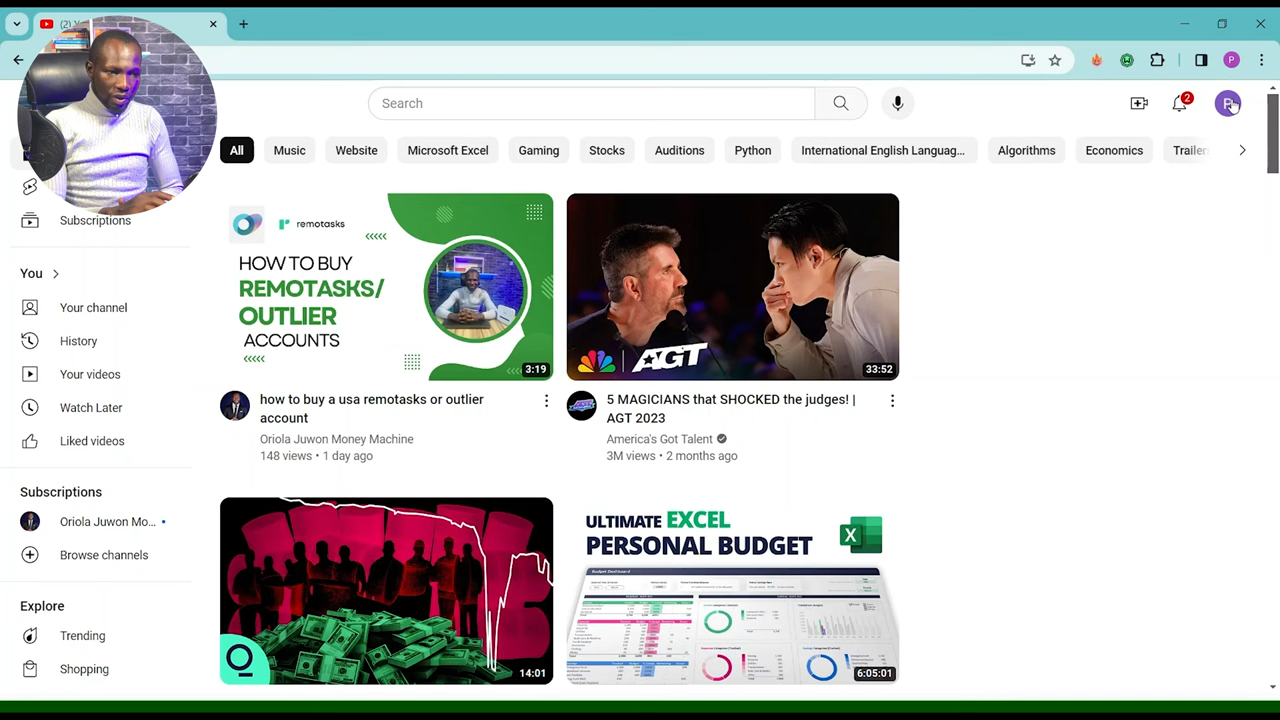 (2)
Search
2
P
All
Music
Website
Microsoft Excel
Gaming
Stocks
Auditions
Python
International English Languag...
Algorithms
Economics
Subscriptions
You
Your channel
History
Your videos
Watch Later
Liked videos
Subscriptions
Oriola Juwon Mo...
Browse channels
Explore
Trending
Shopping
remotasks
HOW TO BUY
REMOTASKS/
OUTLIER
ACCOUNTS
3:19
how to buy a usa remotasks or outlier
account
Oriola Juwon Money Machine
148 views • 1 day ago
AGT
33:52
5 MAGICIANS that SHOCKED the judges! |
AGT 2023
America's Got Talent
3M views • 2 months ago
14:01
ULTIMATE EXCEL
PERSONAL BUDGET
X
Budget Dashboard
6:05:01